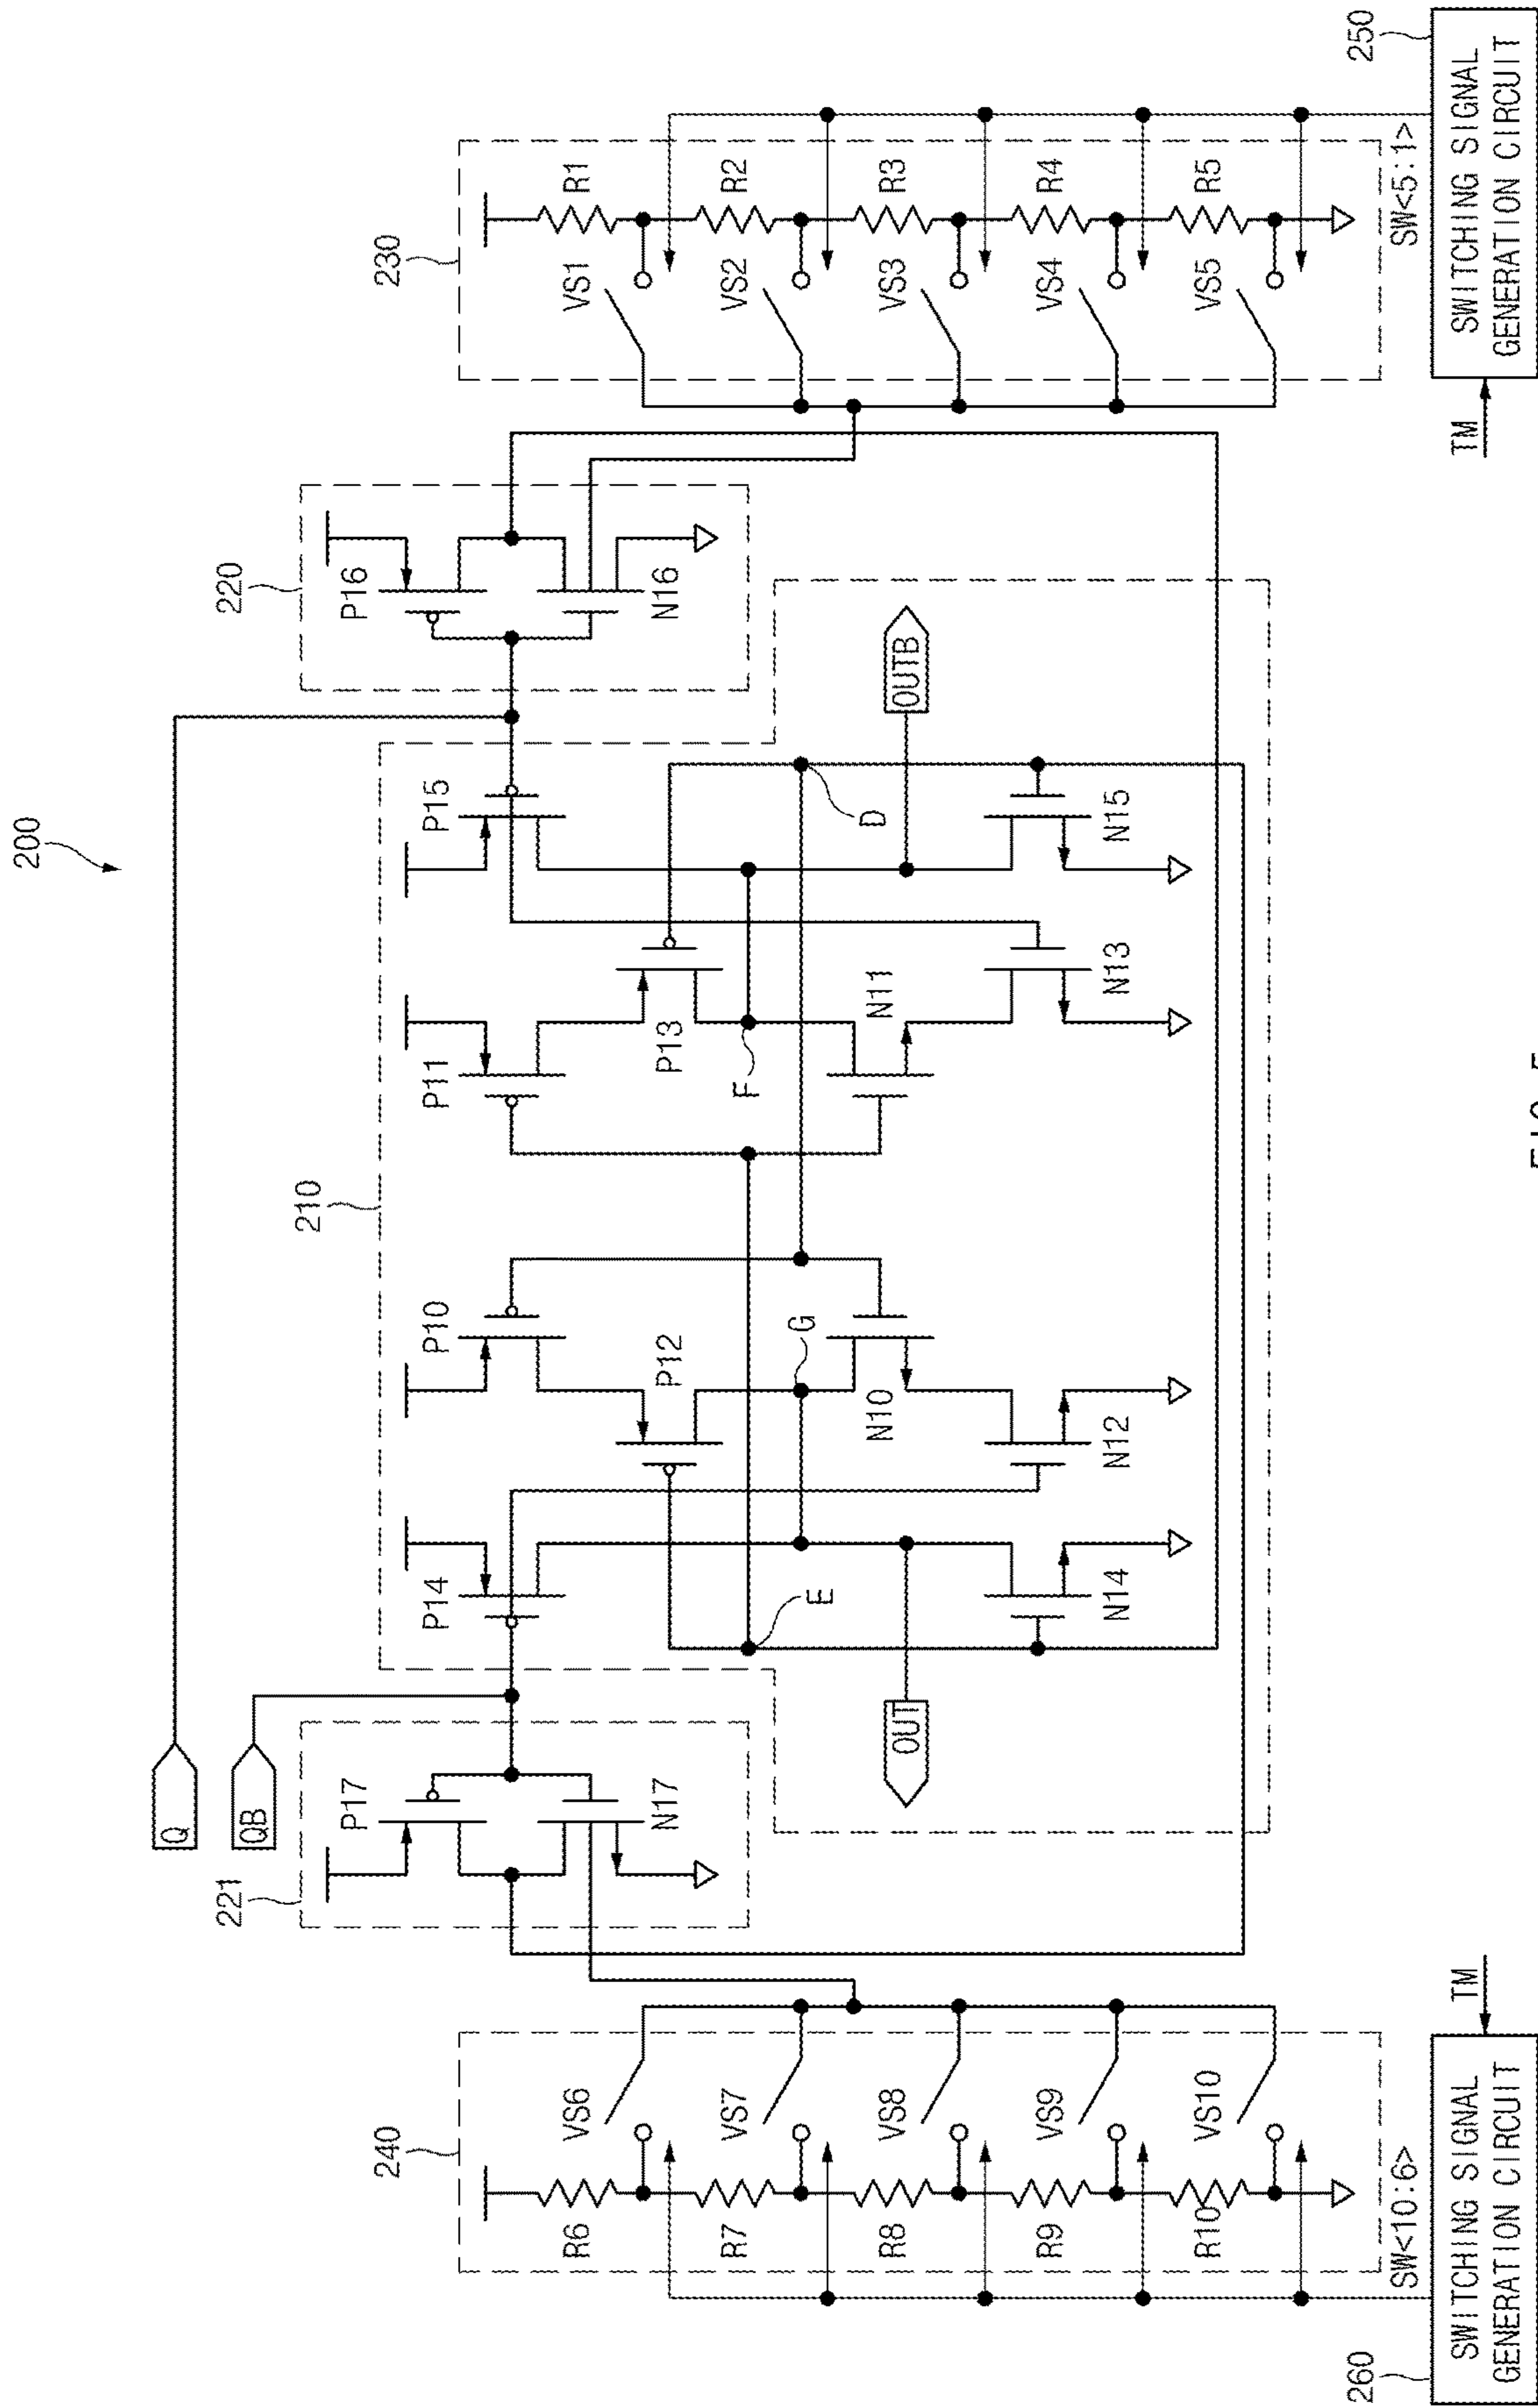 200
Q
QB
220
221
P16
N16
P17
N17
210
P15
P11
P10
P14
P13
P12
F
G
D
E
N11
N10
OUTB
OUT
N15
N13
N12
N14
230
VS1
R1
VS2
R2
VS3
R3
VS4
R4
VS5
R5
SW<5:1>
TM
SWITCHING SIGNAL
GENERATION CIRCUIT
250
240
VS6
R6
VS7
R7
VS8
R8
VS9
R9
VS10
R10
SW<10:6>
TM
SWITCHING SIGNAL
GENERATION CIRCUIT
260